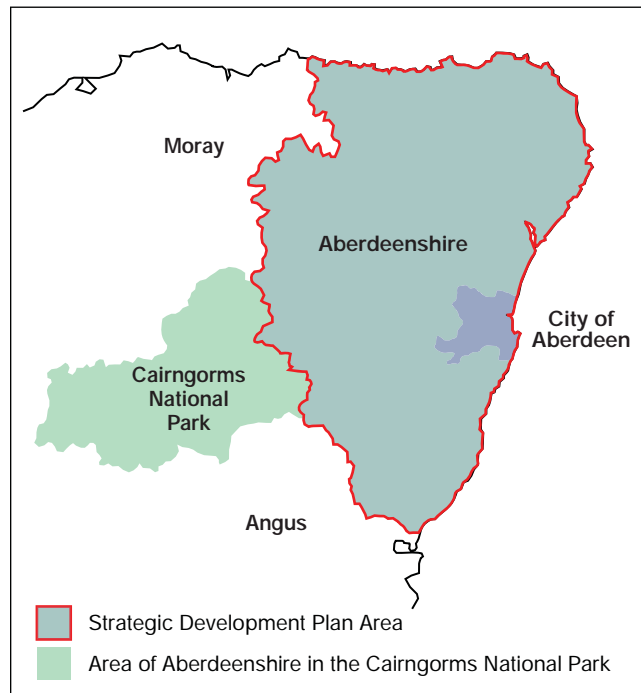 Moray
Aberdeenshire
City of
Aberdeen
Cairngorms
National
Park
Angus
Strategic Development Plan Area
Area of Aberdeenshire in the Cairngorms National Park